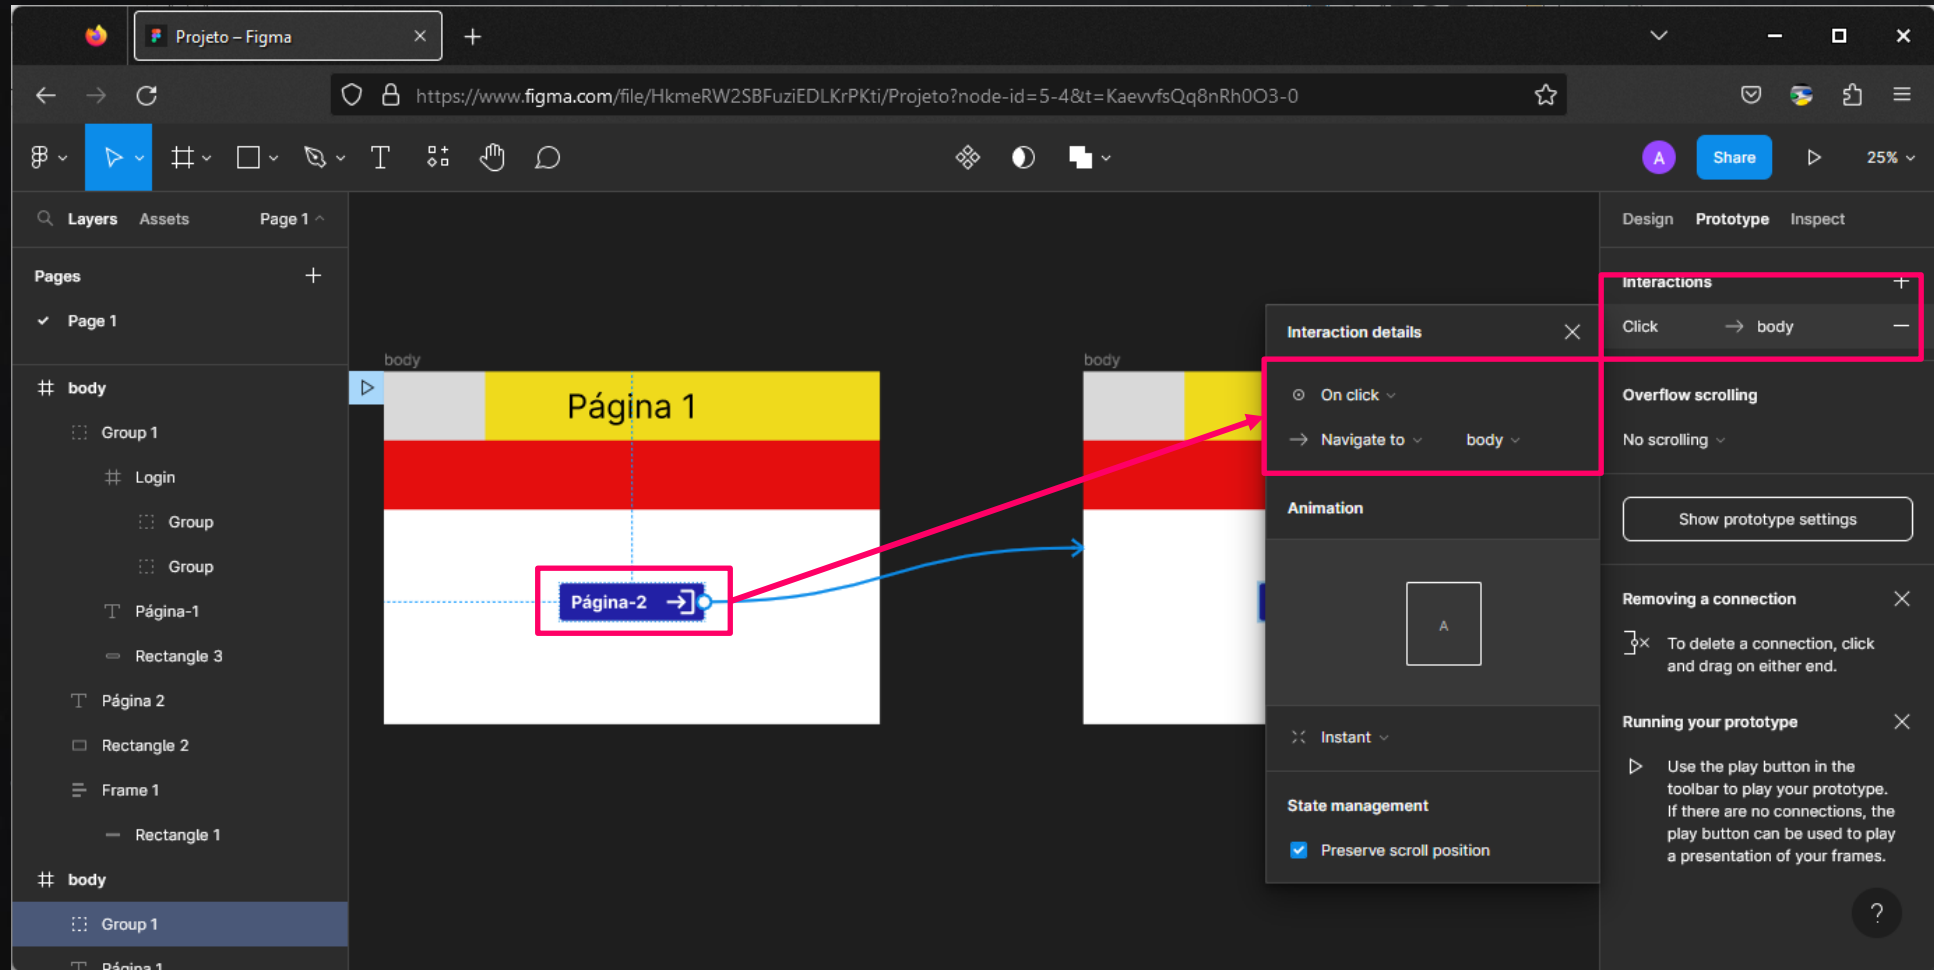 Projeto – Figma
https://www.figma.com/file/HkmeRW2SBFuziEDLKrPKti/Projeto?node-id=5-4&t=KaevvfsQq8nRh0O3-0
A
Share
25%
Layers
Assets
Page 1
Pages
Page 1
body
Group 1
Login
Group
Group
Página-1
Rectangle 3
Página 2
Rectangle 2
Frame 1
Rectangle 1
body
Group 1
Página 1
body
Página 1
Página-2
body
Interaction details
On click
Navigate to body
Animation
A
Instant
State management
Preserve scroll position
Design
Prototype
Inspect
Interactions
Click → body
Overflow scrolling
No scrolling
Show prototype settings
Removing a connection
To delete a connection, click
and drag on either end.
Running your prototype
Use the play button in the
toolbar to play your prototype.
If there are no connections, the
play button can be used to play
a presentation of your frames.
?